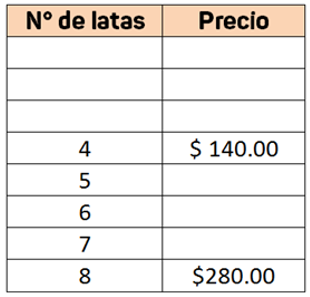 N° de latas Precio
4 $ 140.00
5
6
7
8 $280.00